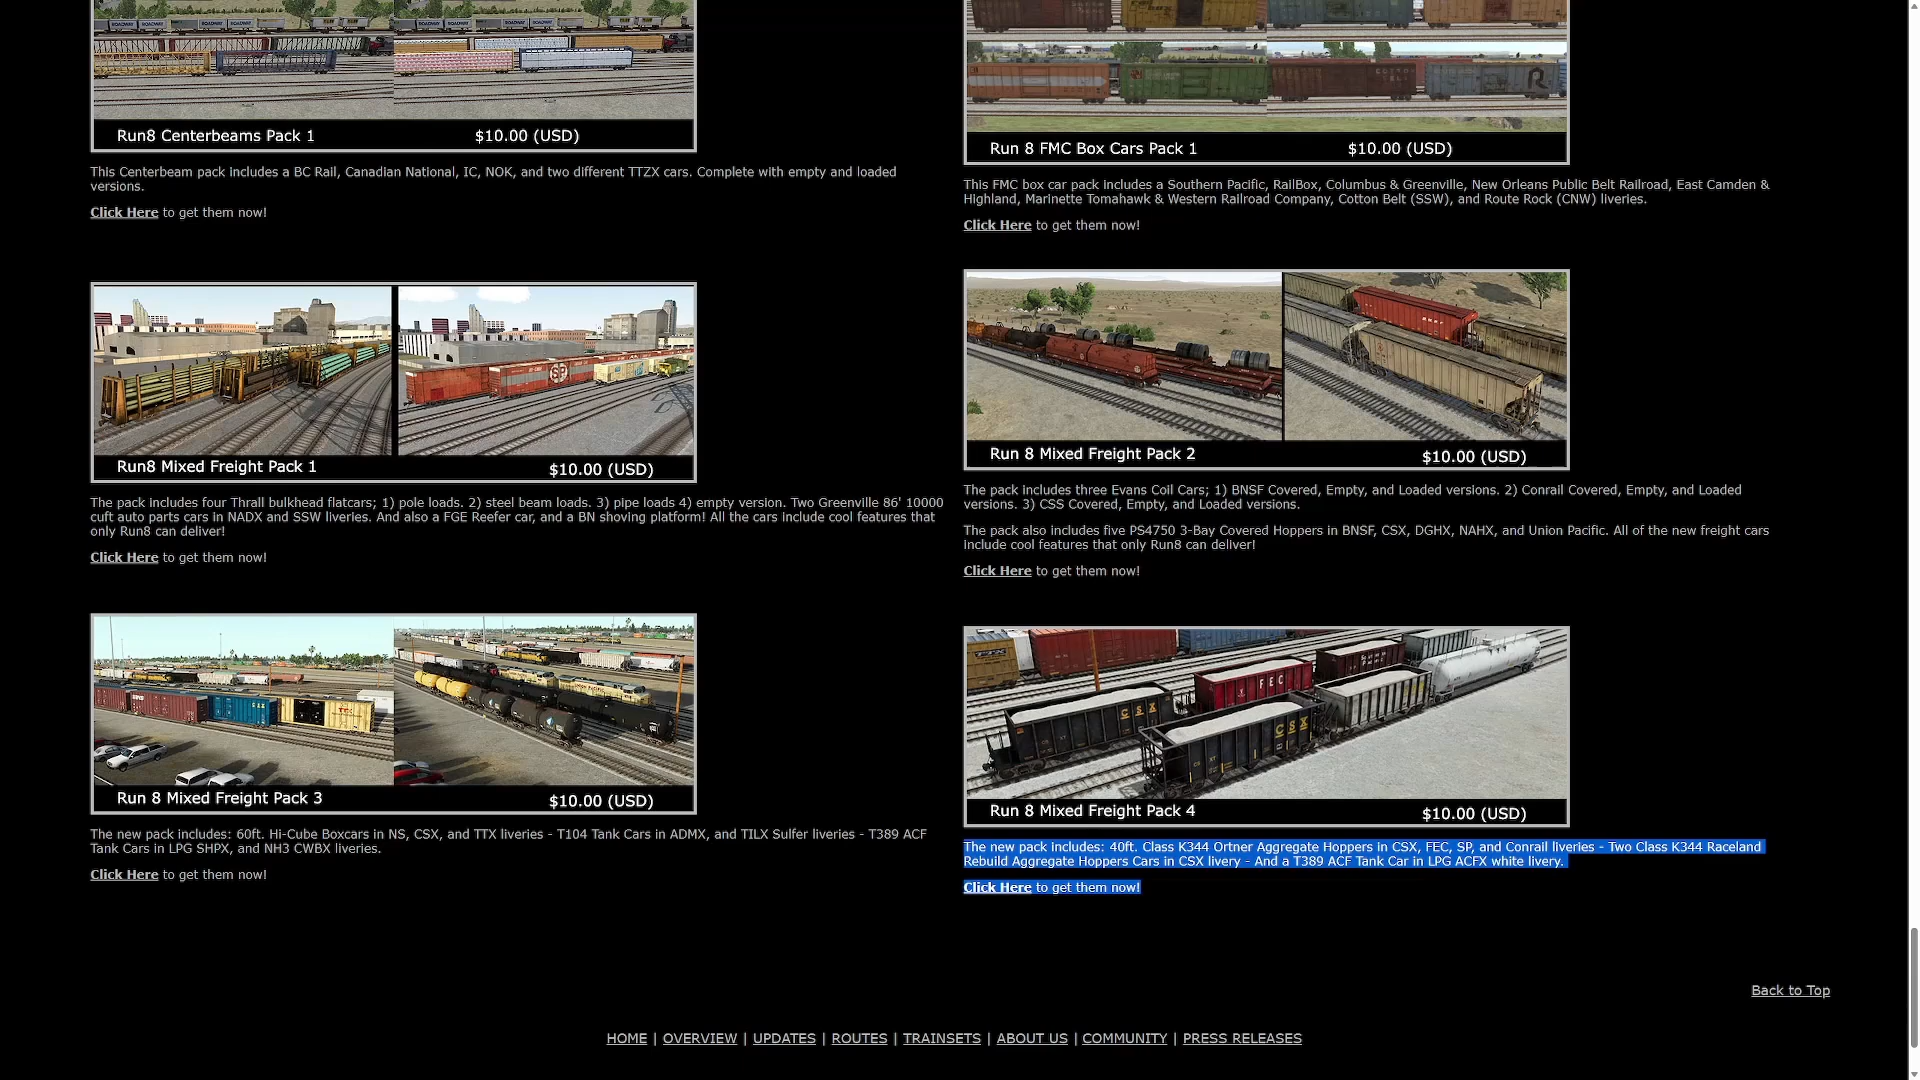 Run8 Centerbeams Pack 1 $10.00 (USD)
This Centerbeam pack includes a BC Rail, Canadian National, IC, NOK, and two different TTZX cars. Complete with empty and loaded
versions.
Click Here to get them now!
Run 8 FMC Box Cars Pack 1 $10.00 (USD)
This FMC box car pack includes a Southern Pacific, RailBox, Columbus & Greenville, New Orleans Public Belt Railroad, East Camden &
Highland, Marinette Tomahawk & Western Railroad Company, Cotton Belt (SSW), and Route Rock (CNW) liveries.
Click Here to get them now!
SP
Run8 Mixed Freight Pack 1 $10.00 (USD)
The pack includes four Thrall bulkhead flatcars; 1) pole loads. 2) steel beam loads. 3) pipe loads 4) empty version. Two Greenville 86' 10000
cuft auto parts cars in NADX and SSW liveries. And also a FGE Reefer car, and a BN shoving platform! All the cars include cool features that
only Run8 can deliver!
Click Here to get them now!
Run 8 Mixed Freight Pack 2 $10.00 (USD)
The pack includes three Evans Coil Cars; 1) BNSF Covered, Empty, and Loaded versions. 2) Conrail Covered, Empty, and Loaded
versions. 3) CSS Covered, Empty, and Loaded versions.
The pack also includes five PS4750 3-Bay Covered Hoppers in BNSF, CSX, DGHX, NAHX, and Union Pacific. All of the new freight cars
include cool features that only Run8 can deliver!
Click Here to get them now!
Run 8 Mixed Freight Pack 3 $10.00 (USD)
The new pack includes: 60ft. Hi-Cube Boxcars in NS, CSX, and TTX liveries - T104 Tank Cars in ADMX, and TILX Sulfer liveries - T389 ACF
Tank Cars in LPG SHPX, and NH3 CWBX liveries.
Click Here to get them now!
FEC
CSX
CSX
Run 8 Mixed Freight Pack 4 $10.00 (USD)
The new pack includes: 40ft. Class K344 Ortner Aggregate Hoppers in CSX, FEC, SP, and Conrail liveries - Two Class K344 Raceland
Rebuild Aggregate Hoppers Cars in CSX livery - And a T389 ACF Tank Car in LPG ACFX white livery.
Click Here to get them now!
Back to Top
HOME | OVERVIEW | UPDATES | ROUTES | TRAINSETS | ABOUT US | COMMUNITY | PRESS RELEASES